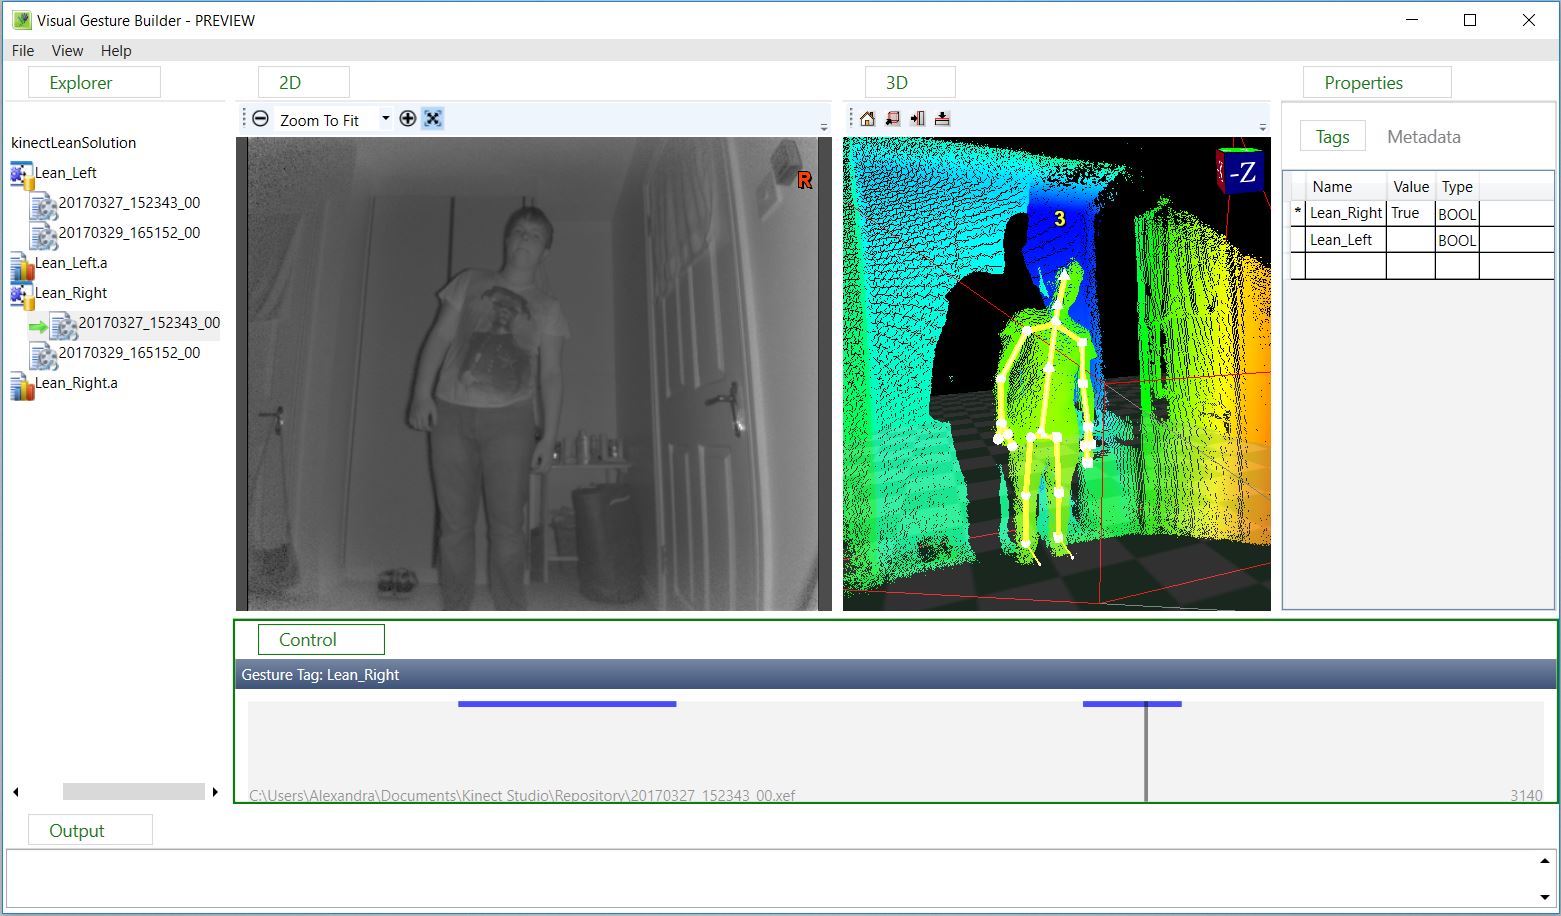 Visual Gesture Builder - PREVIEW
File View Help
Explorer
kinectLeanSolution
Lean_Left
20170327_152343_00
20170329_165152_00
Lean_Left.a
Lean_Right
20170327_152343_00
20170329_165152_00
Lean_Right.a
2D
Zoom To Fit
R
3D
-Z
3
Properties
Tags Metadata
Name Value Type
* Lean_Right True BOOL
Lean_Left BOOL
Control
Gesture Tag: Lean_Right
C:\Users\Alexandra\Documents\Kinect Studio\Repository\20170327_152343_00.xef 3140
Output